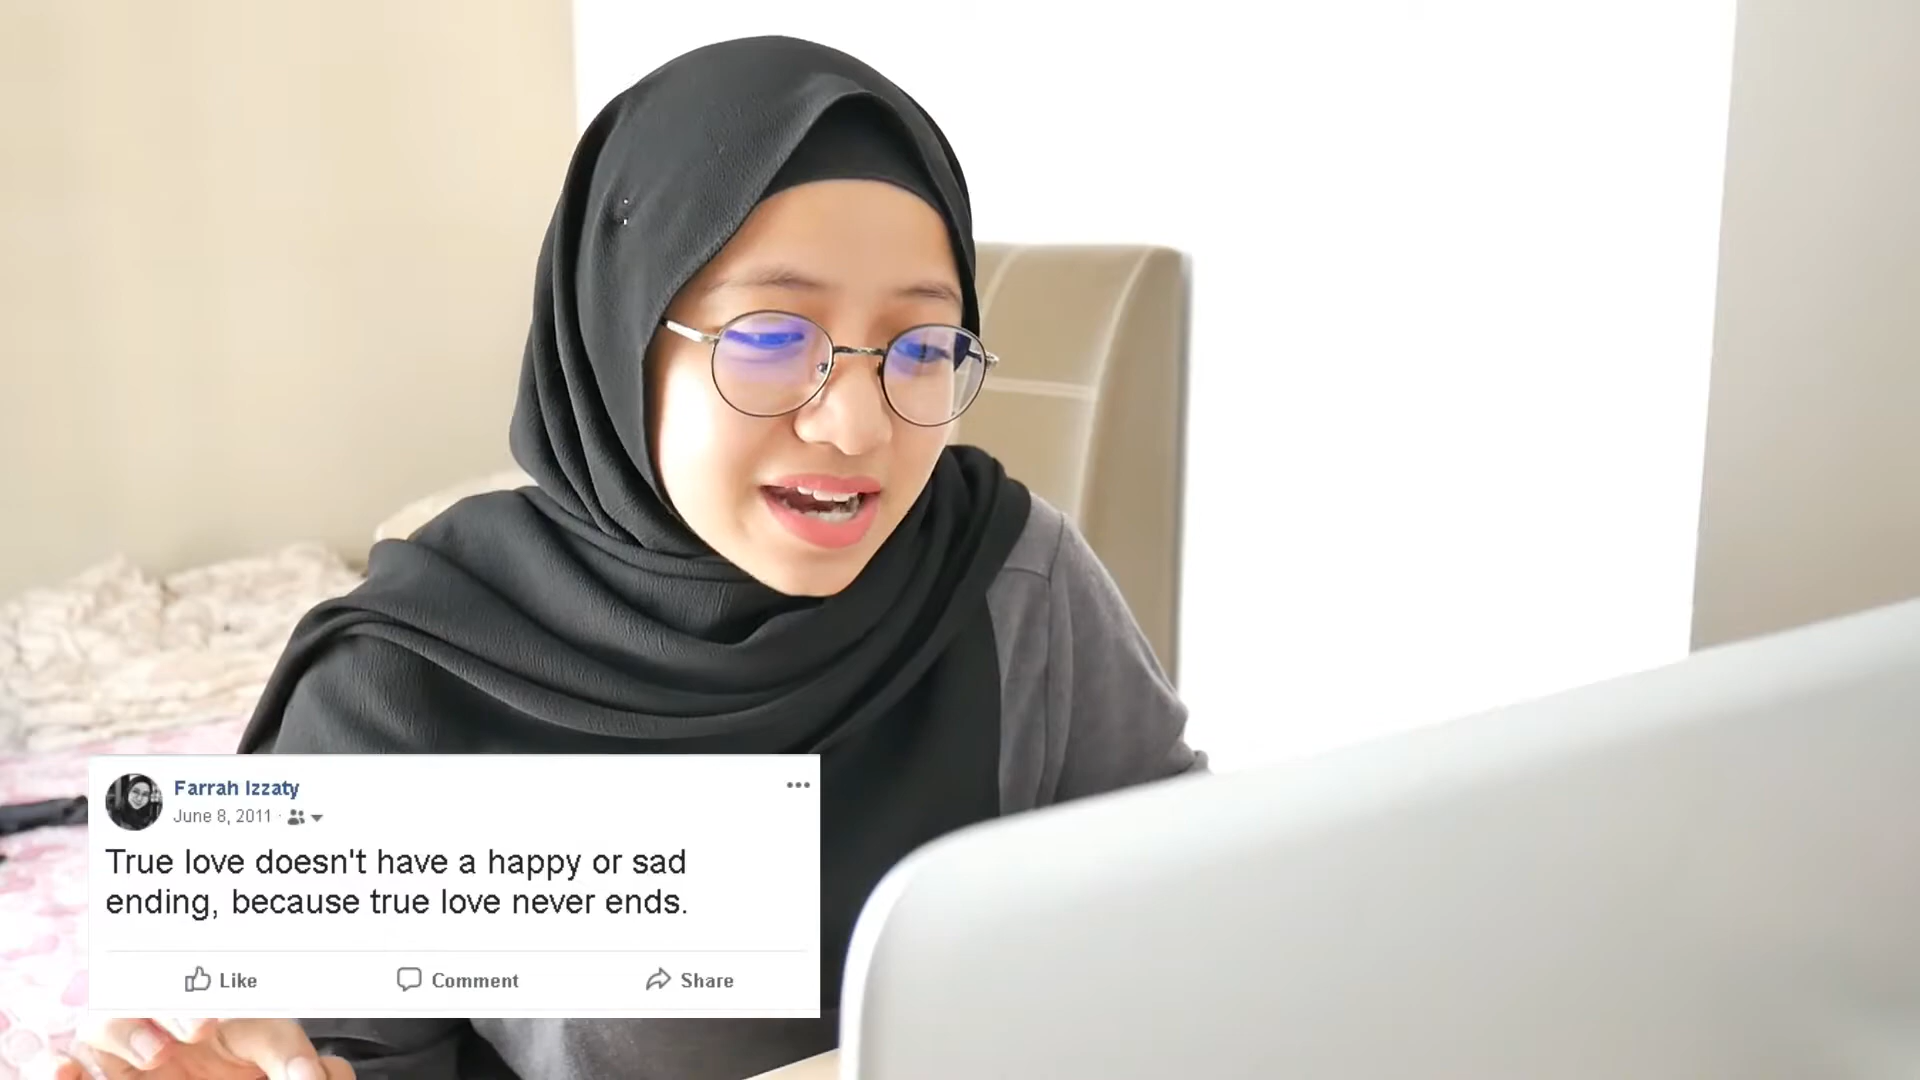 Farrah Izzaty
June 8, 2011 ·
True love doesn't have a happy or sad
ending, because true love never ends.
Like
Comment
Share